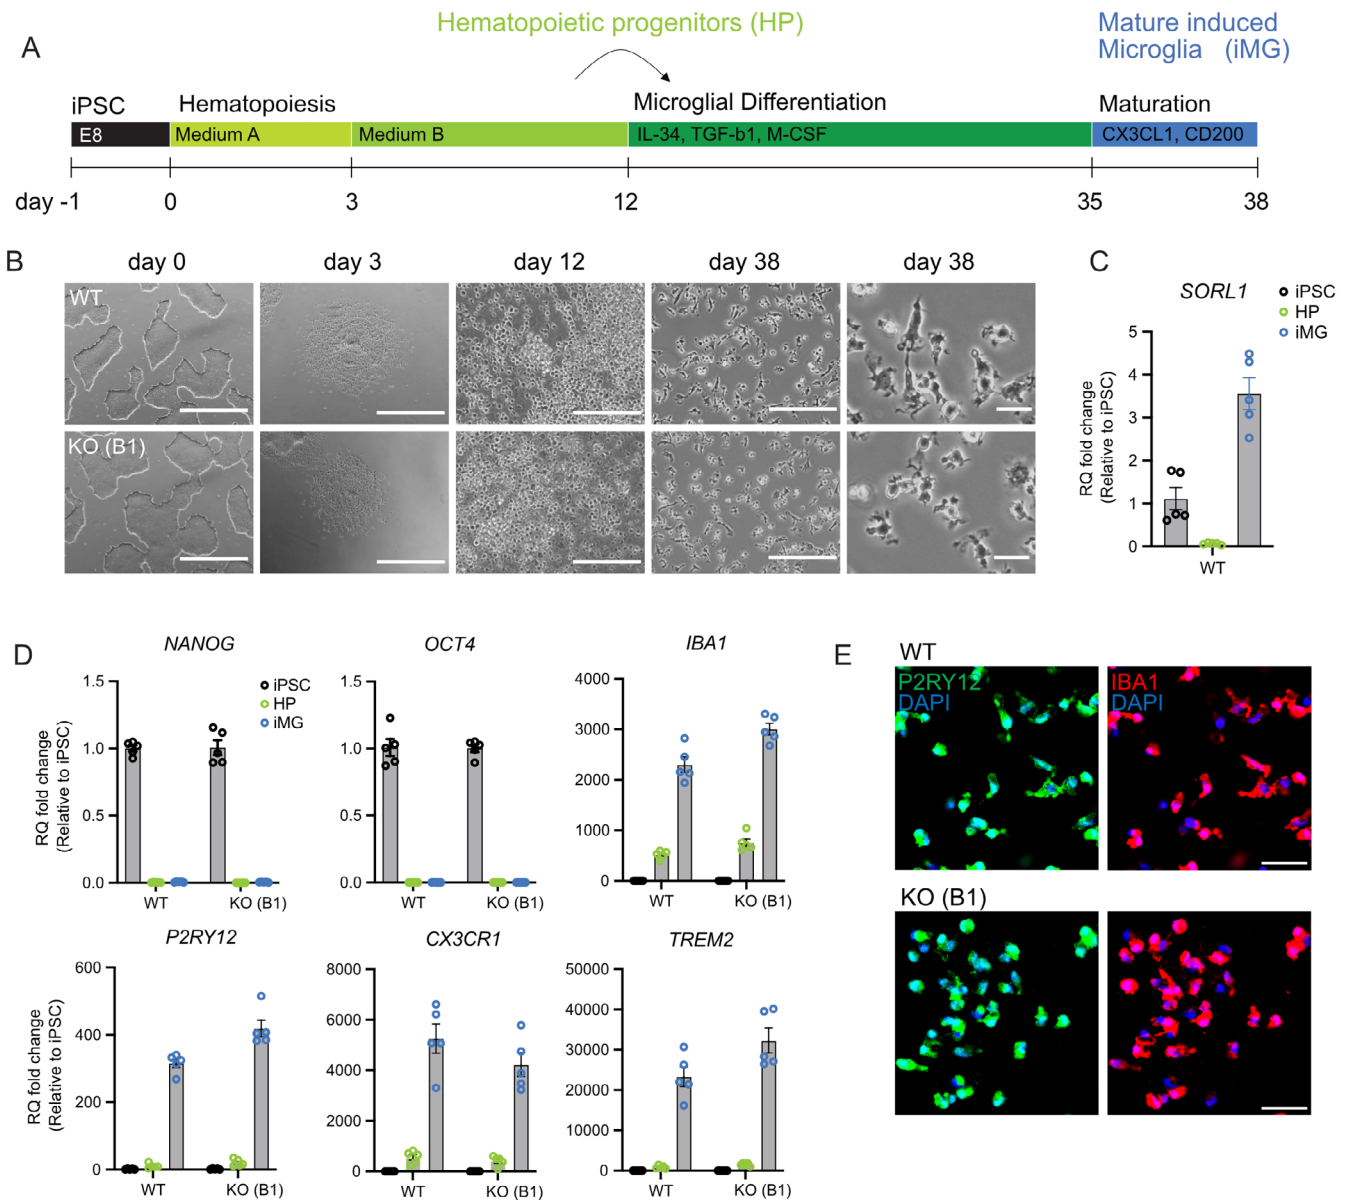 A
Hematopoietic progenitors (HP)
Mature induced
Microglia (iMG)
iPSC
Hematopoiesis
Microglial Differentiation
Maturation
E8
Medium A
Medium B
IL-34, TGF-b1, M-CSF
CX3CL1, CD200
day -1
0
3
12
35
38
B
day 0
day 3
day 12
day 38
day 38
WT
KO (B1)
C
SORL1
iPSC
HP
iMG
RQ fold change
(Relative to iPSC)
5
4
3
2
1
0
WT
D
NANOG
iPSC
HP
iMG
RQ fold change
(Relative to iPSC)
1.5
1.0
0.5
0.0
WT
KO (B1)
OCT4
1.5
1.0
0.5
0.0
WT
KO (B1)
IBA1
4000
3000
2000
1000
0
WT
KO (B1)
P2RY12
RQ fold change
(Relative to iPSC)
600
400
200
0
WT
KO (B1)
CX3CR1
8000
6000
4000
2000
0
WT
KO (B1)
TREM2
50000
40000
30000
20000
10000
0
WT
KO (B1)
E
WT
P2RY12
DAPI
IBA1
DAPI
KO (B1)